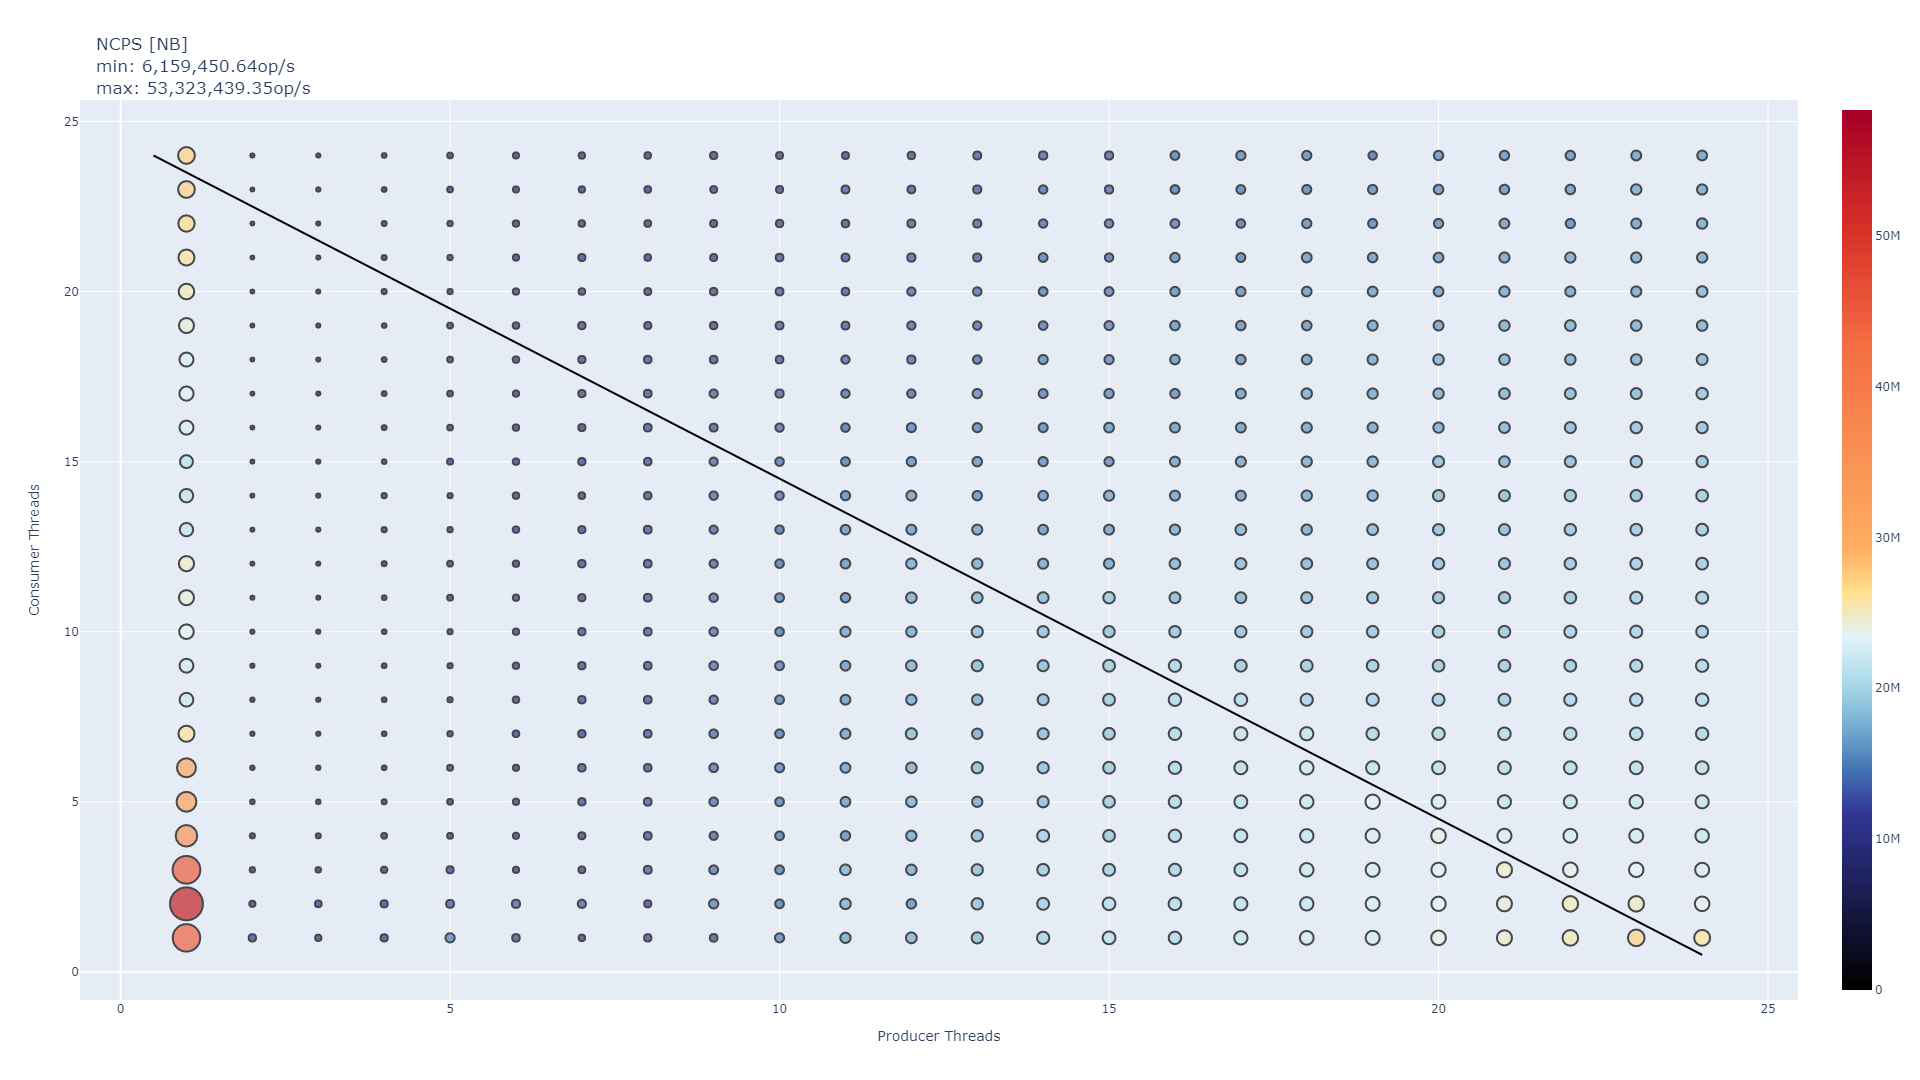 NCPS [NB]
min: 6,159,450.64op/s
max: 53,323,439.35op/s
25
20
15
10
5
0
Consumer Threads
0
5
10
15
20
25
Producer Threads
50M
40M
30M
20M
10M
0